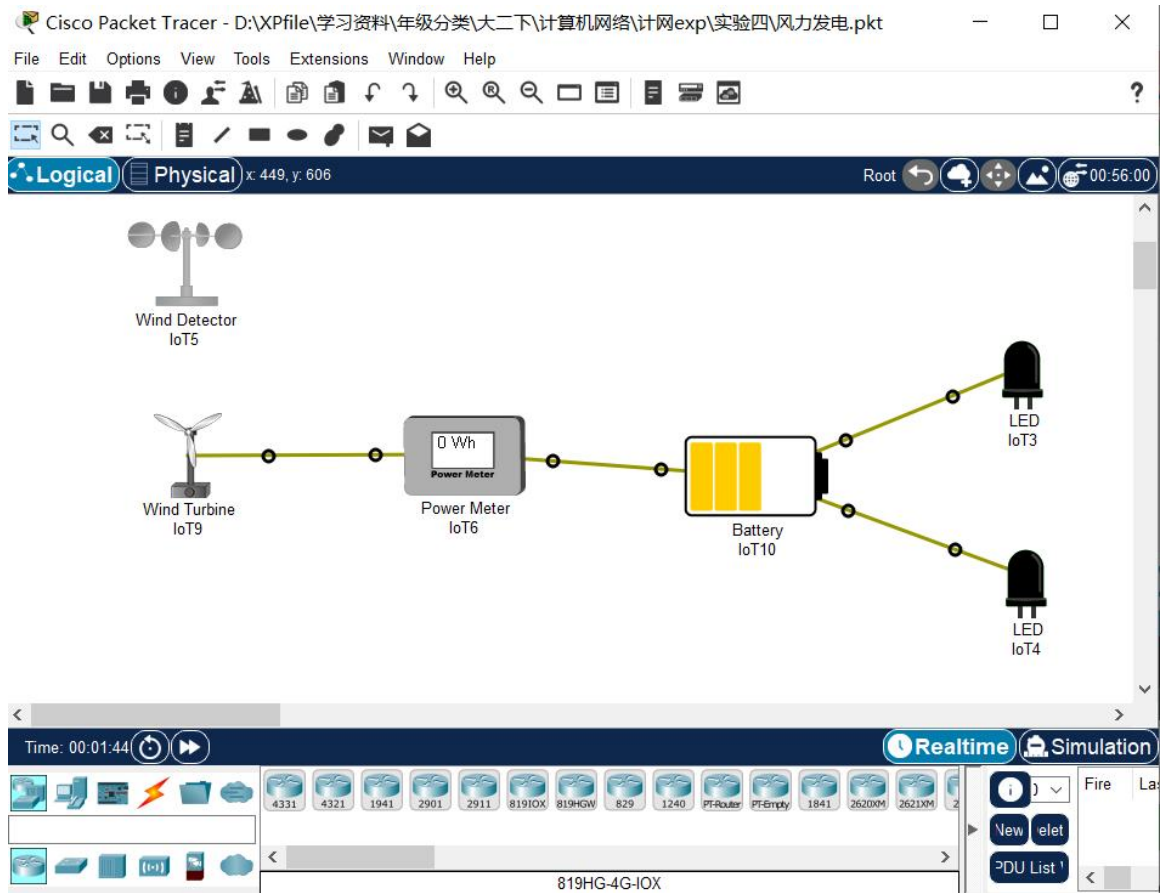 Cisco Packet Tracer - D:\XPfile\学习资料\年级分类\大二下\计算机网络\计网exp\实验四\风力发电.pkt
File Edit Options View Tools Extensions Window Help
?
Logical Physical x: 449, y: 606 Root 00:56:00
Wind Detector
IoT5
LED
IoT3
0 Wh
Power Meter
Wind Turbine
IoT9
Power Meter
IoT6
Battery
IoT10
LED
IoT4
Time: 00:01:44 Realtime Simulation
4331 4321 1941 2901 2911 819IOX 819HGW 829 1240 PT-Router PT-Empty 1841 2620XM 2621XM 2
Fire Las
New elet
PDU List
819HG-4G-IOX